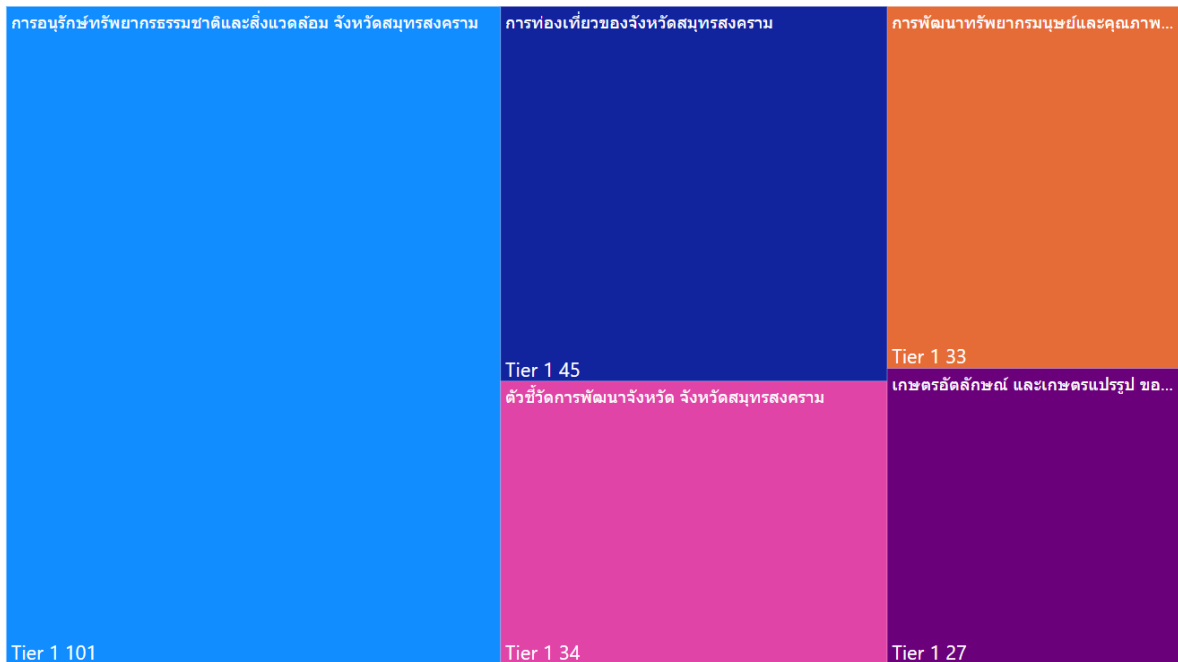 การอนุรักษ์ทรัพยากรธรรมชาติและสิ่งแวดล้อม จังหวัดสมุทรสงคราม
Tier 1 101
การท่องเที่ยวของจังหวัดสมุทรสงคราม
Tier 1 45
ตัวชี้วัดการพัฒนาจังหวัด จังหวัดสมุทรสงคราม
Tier 1 34
การพัฒนาทรัพยากรมนุษย์และคุณภาพ...
Tier 1 33
เกษตรอัตลักษณ์ และเกษตรแปรรูป ขอ...
Tier 1 27